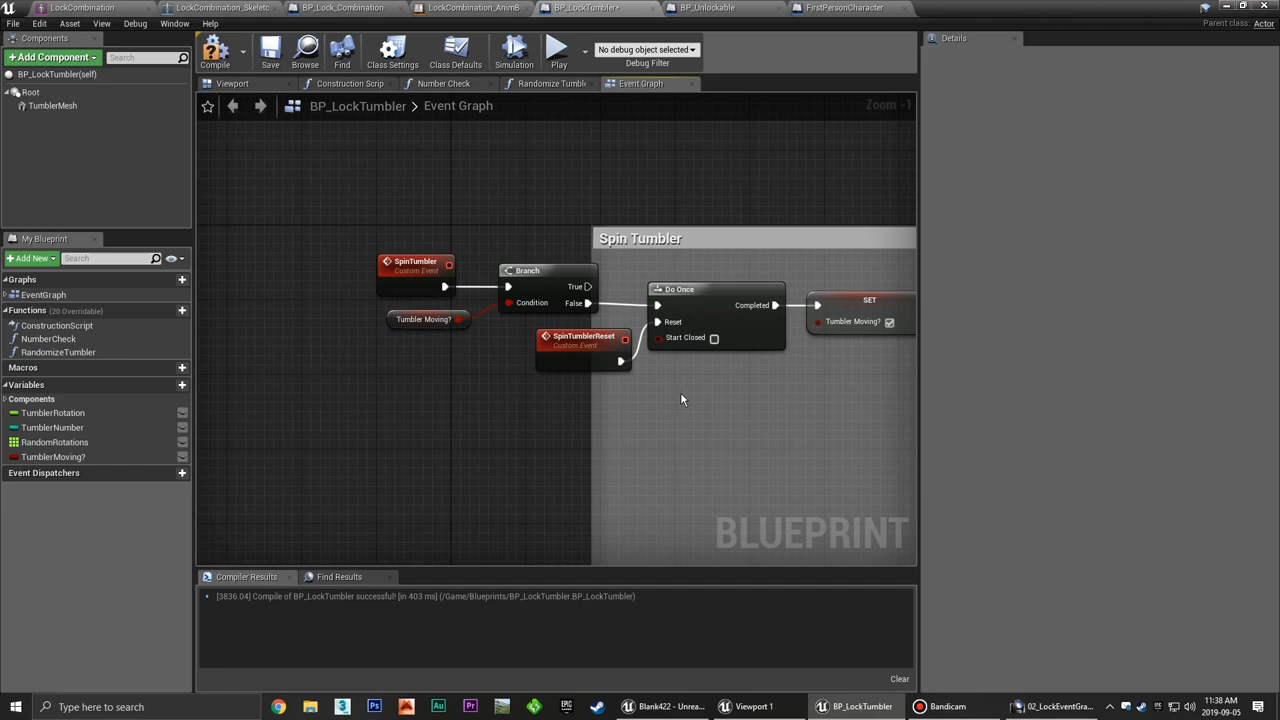 LockCombination
LockCombination_Skeletc
BP_Lock_Combination
LockCombination_AnimB
BP_LockTumbler*
BP_Unlockable
FirstPersonCharacter
File
Edit
Asset
View
Debug
Window
Help
Parent class: Actor
Components
Details
+ Add Component
Search
Compile
Save
Browse
Find
Class Settings
Class Defaults
Simulation
Play
No debug object selected
Debug Filter
BP_LockTumbler(self)
Root
TumblerMesh
Viewport
Construction Scrip
Number Check
Randomize Tumble
Event Graph
BP_LockTumbler > Event Graph
Zoom -1
Spin Tumbler
SpinTumbler
Custom Event
Branch
True
Condition
False
Tumbler Moving?
Do Once
Completed
Reset
Start Closed
SET
Tumbler Moving?
SpinTumblerReset
Custom Event
BLUEPRINT
My Blueprint
+ Add New
Search
Graphs
EventGraph
Functions (20 Overridable)
ConstructionScript
NumberCheck
RandomizeTumbler
Macros
Variables
Components
TumblerRotation
TumblerNumber
RandomRotations
TumblerMoving?
Event Dispatchers
Compiler Results
Find Results
[3836.04] Compile of BP_LockTumbler successful! [in 403 ms] (/Game/Blueprints/BP_LockTumbler.BP_LockTumbler)
Clear
Type here to search
Blank422 - Unrea...
Viewport 1
BP_LockTumbler
Bandicam
02_LockEventGra...
11:38 AM
2019-09-05